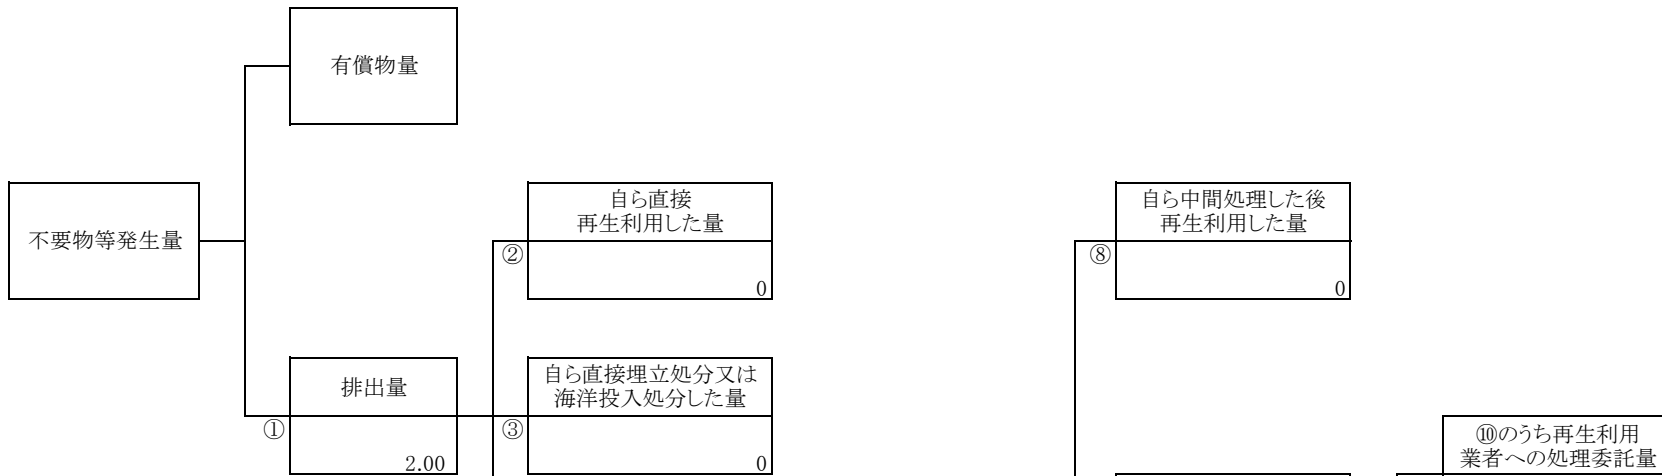 有償物量
不要物等発生量
自ら直接
再生利用した量
②
0
自ら中間処理した後
再生利用した量
⑧
0
排出量
①
2.00
自ら直接埋立処分又は
海洋投入処分した量
③
0
⑩のうち再生利用
業者への処理委託量